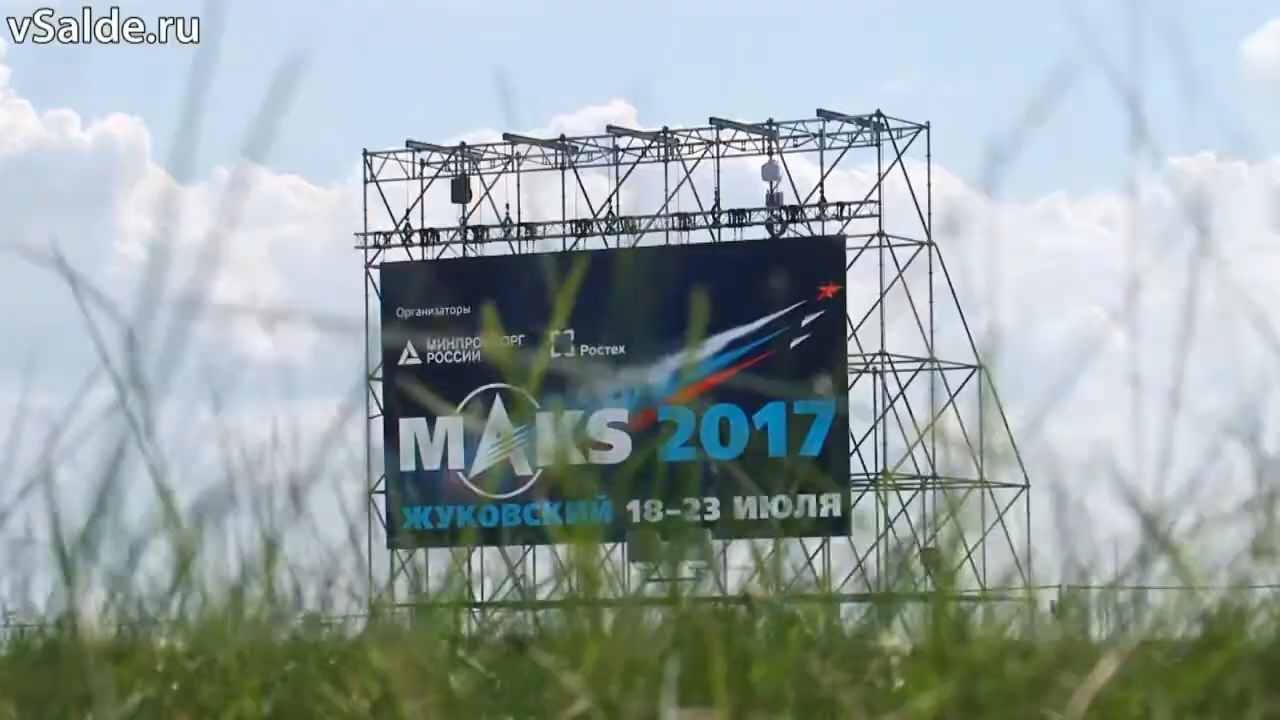 vSalde.ru
Организаторы
МИНПРОМТОРГ
РОССИИ
Ростех
MAKS 2017
ЖУКОВСКИЙ 18-23 ИЮЛЯ